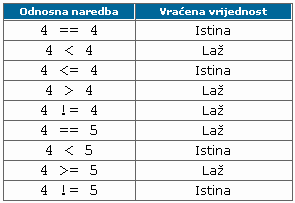 Odnosna naredba Vraćena vrijednost
4 == 4 Istina
4 < 4 Laž
4 <= 4 Istina
4 > 4 Laž
4 != 4 Laž
4 == 5 Laž
4 < 5 Istina
4 >= 5 Laž
4 != 5 Istina